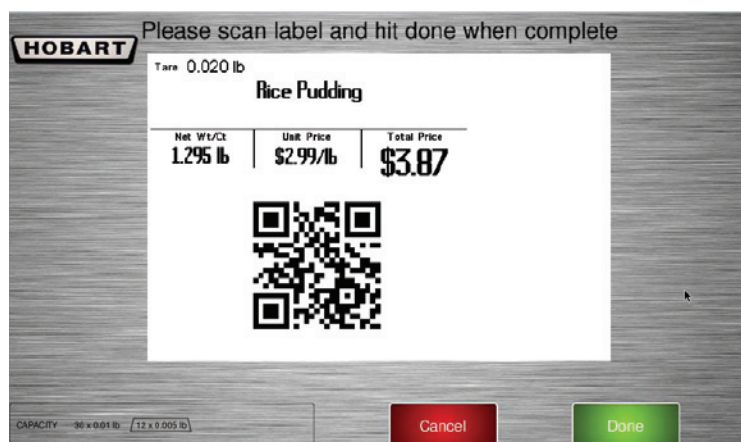 Please scan label and hit done when complete
HOBART
Tare 0.020 lb
Rice Pudding
Net Wt/Ct Unit Price Total Price
1.295 lb $2.99/lb $3.87
CAPACITY 30 x 0.01 lb 12 x 0.005 lb
Cancel
Done